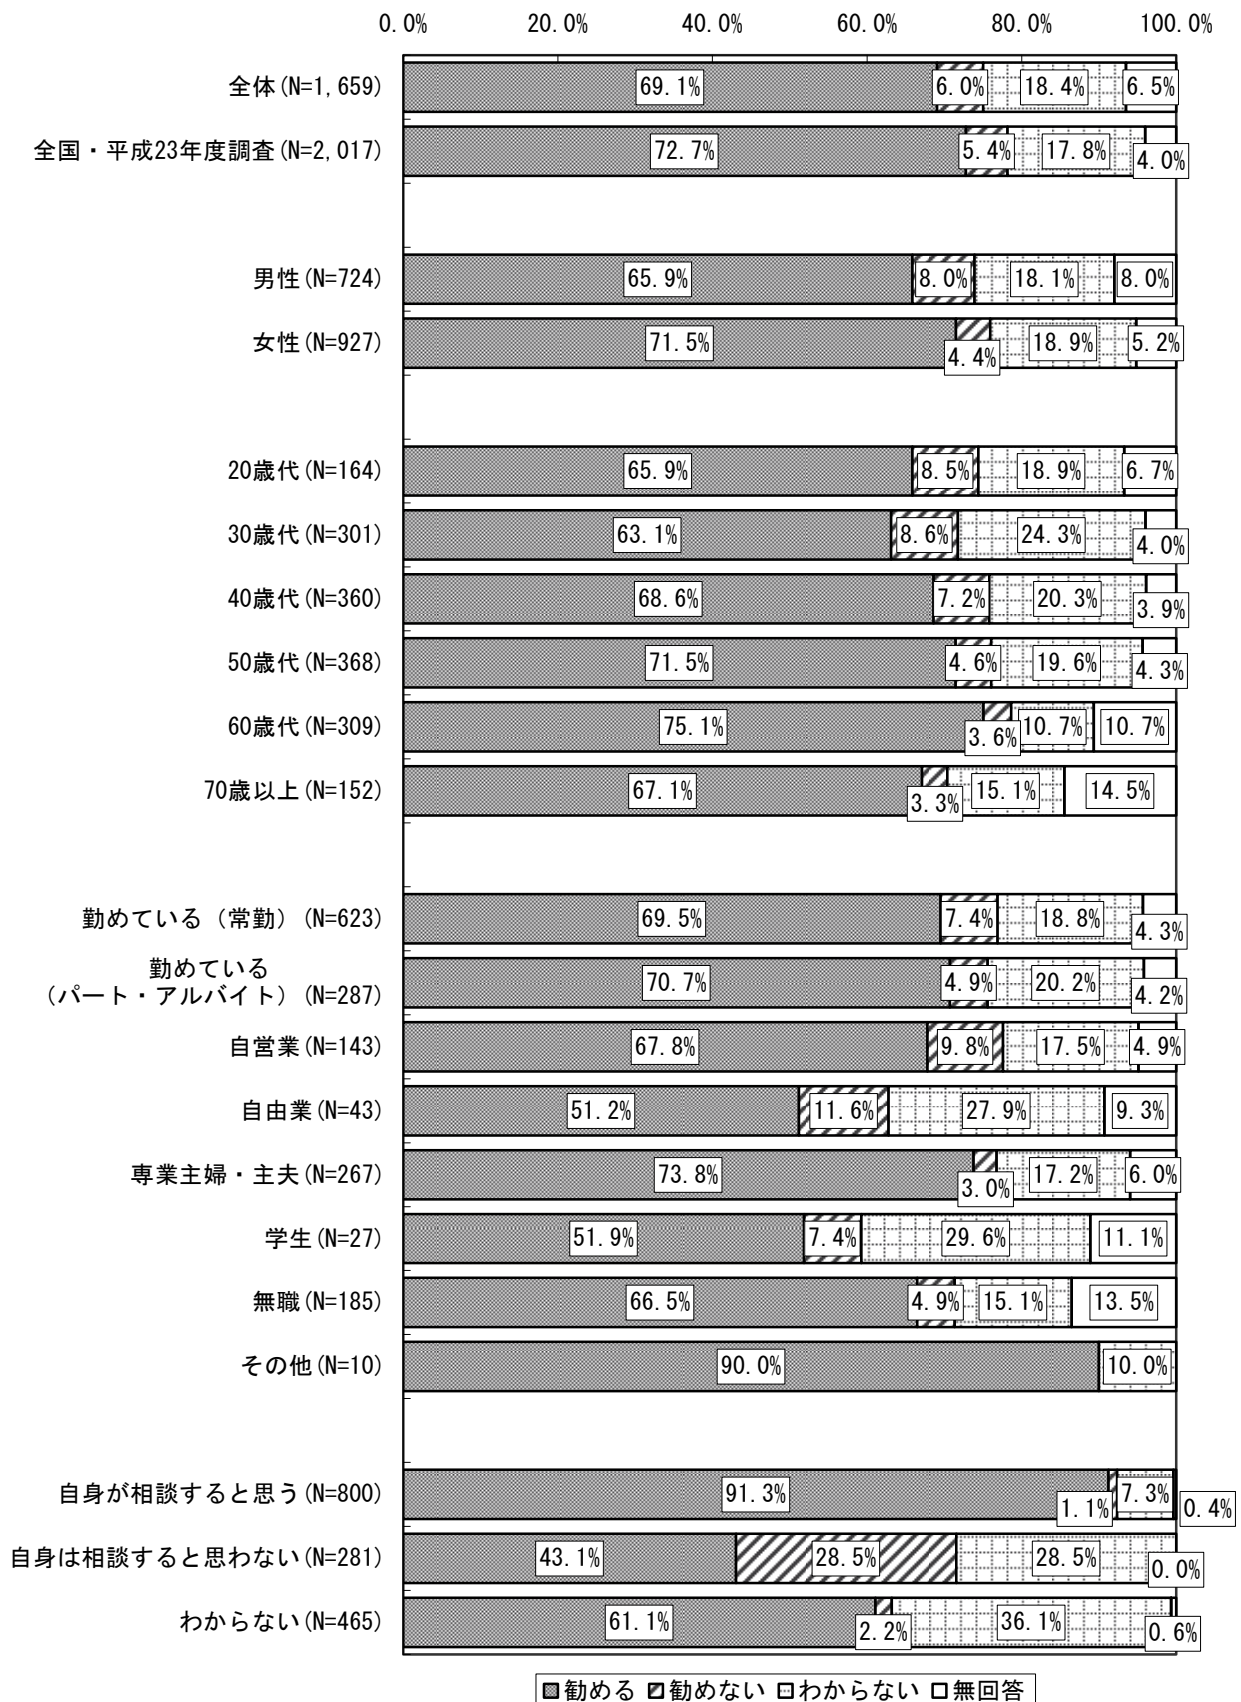 0.0% 20.0% 40.0% 60.0% 80.0% 100.0%
全体(N=1,659) 69.1% 6.0% 18.4% 6.5%
全国・平成23年度調査(N=2,017) 72.7% 5.4% 17.8% 4.0%
男性(N=724) 65.9% 8.0% 18.1% 8.0%
女性(N=927) 71.5% 4.4% 18.9% 5.2%
20歳代(N=164) 65.9% 8.5% 18.9% 6.7%
30歳代(N=301) 63.1% 8.6% 24.3% 4.0%
40歳代(N=360) 68.6% 7.2% 20.3% 3.9%
50歳代(N=368) 71.5% 4.6% 19.6% 4.3%
60歳代(N=309) 75.1% 3.6% 10.7% 10.7%
70歳以上(N=152) 67.1% 3.3% 15.1% 14.5%
勤めている（常勤）(N=623) 69.5% 7.4% 18.8% 4.3%
勤めている
（パート・アルバイト）(N=287) 70.7% 4.9% 20.2% 4.2%
自営業(N=143) 67.8% 9.8% 17.5% 4.9%
自由業(N=43) 51.2% 11.6% 27.9% 9.3%
専業主婦・主夫(N=267) 73.8% 3.0% 17.2% 6.0%
学生(N=27) 51.9% 7.4% 29.6% 11.1%
無職(N=185) 66.5% 4.9% 15.1% 13.5%
その他(N=10) 90.0% 10.0%
自身が相談すると思う(N=800) 91.3% 1.1% 7.3% 0.4%
自身は相談すると思わない(N=281) 43.1% 28.5% 28.5% 0.0%
わからない(N=465) 61.1% 2.2% 36.1% 0.6%
勧める 勧めない わからない 無回答